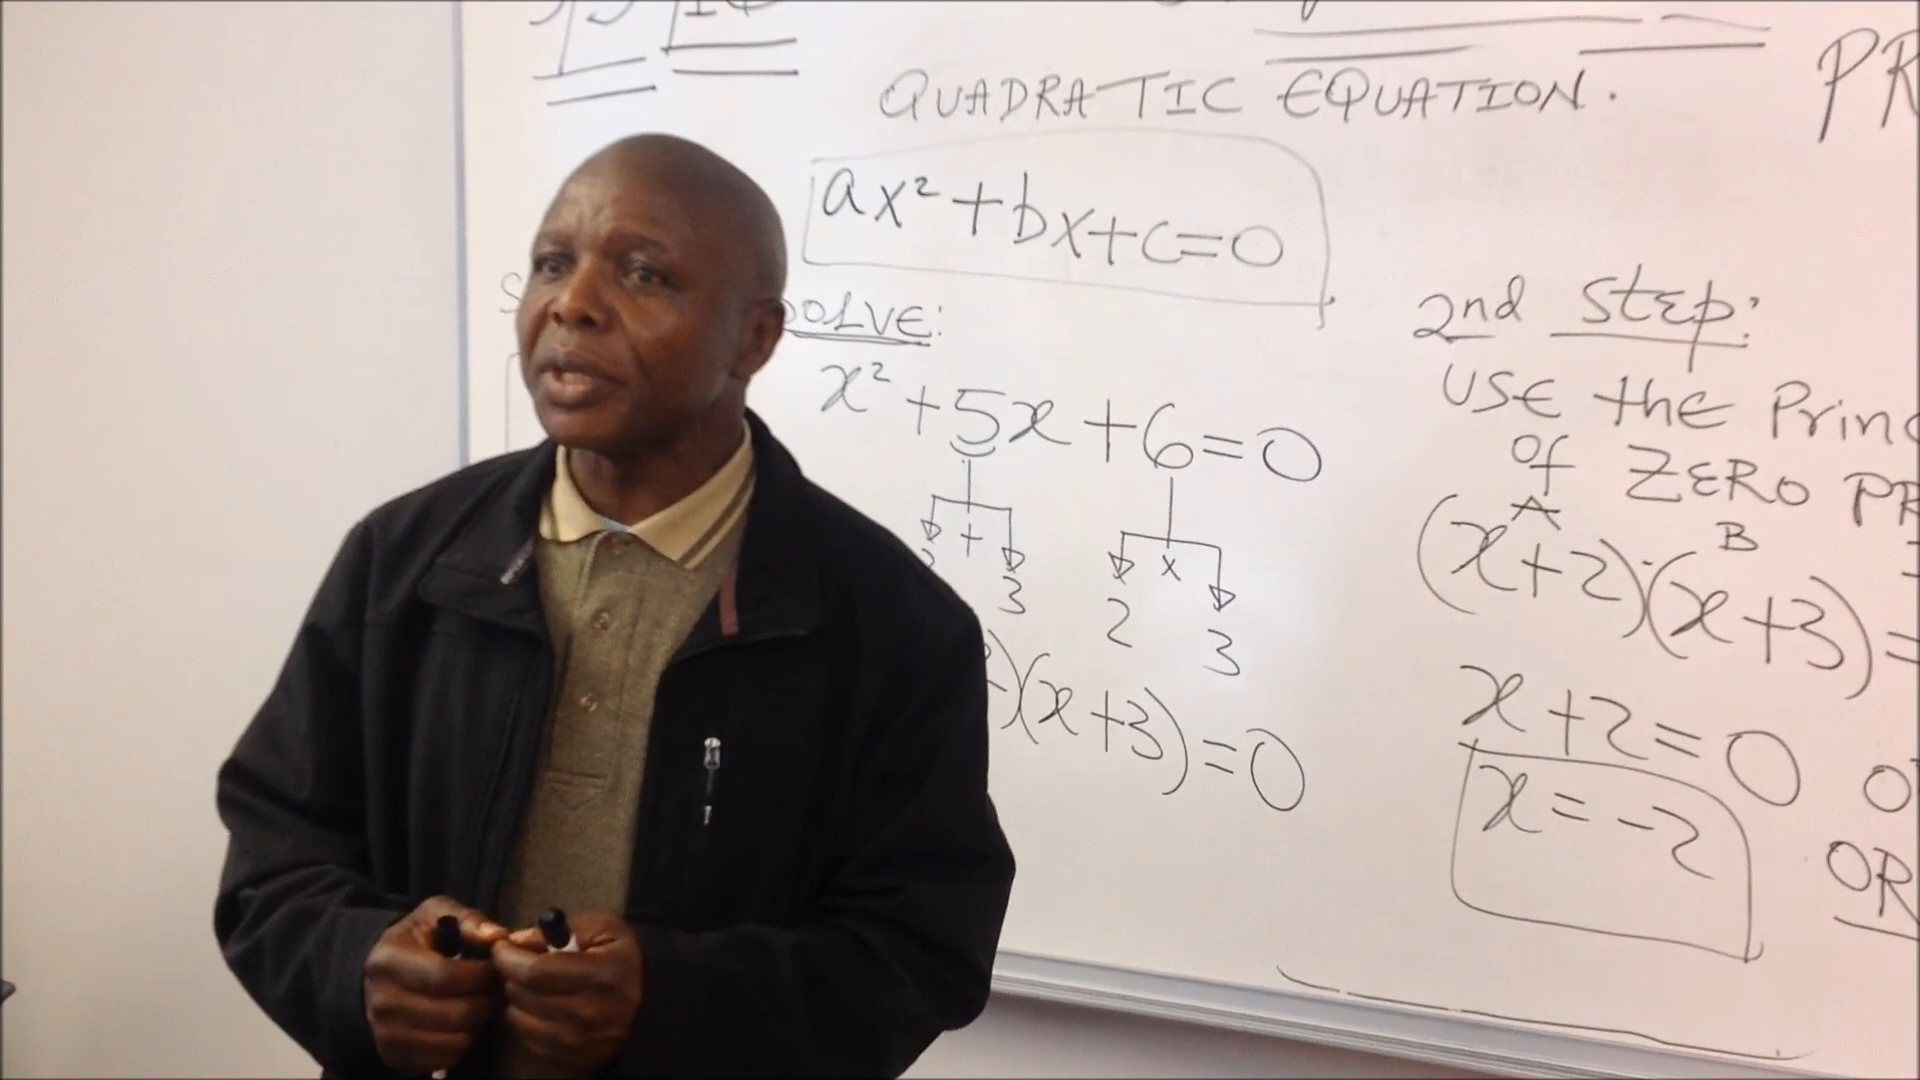 QUADRATIC EQUATION.
ax² + bx + c = 0
SOLVE:
x² + 5x + 6 = 0
+ x
3 2 3
)(x+3) = 0
PR
2nd Step:
USE the Princ
of ZERO PR
A B
(x+2)·(x+3) =
x+2=0
x = -2
OR